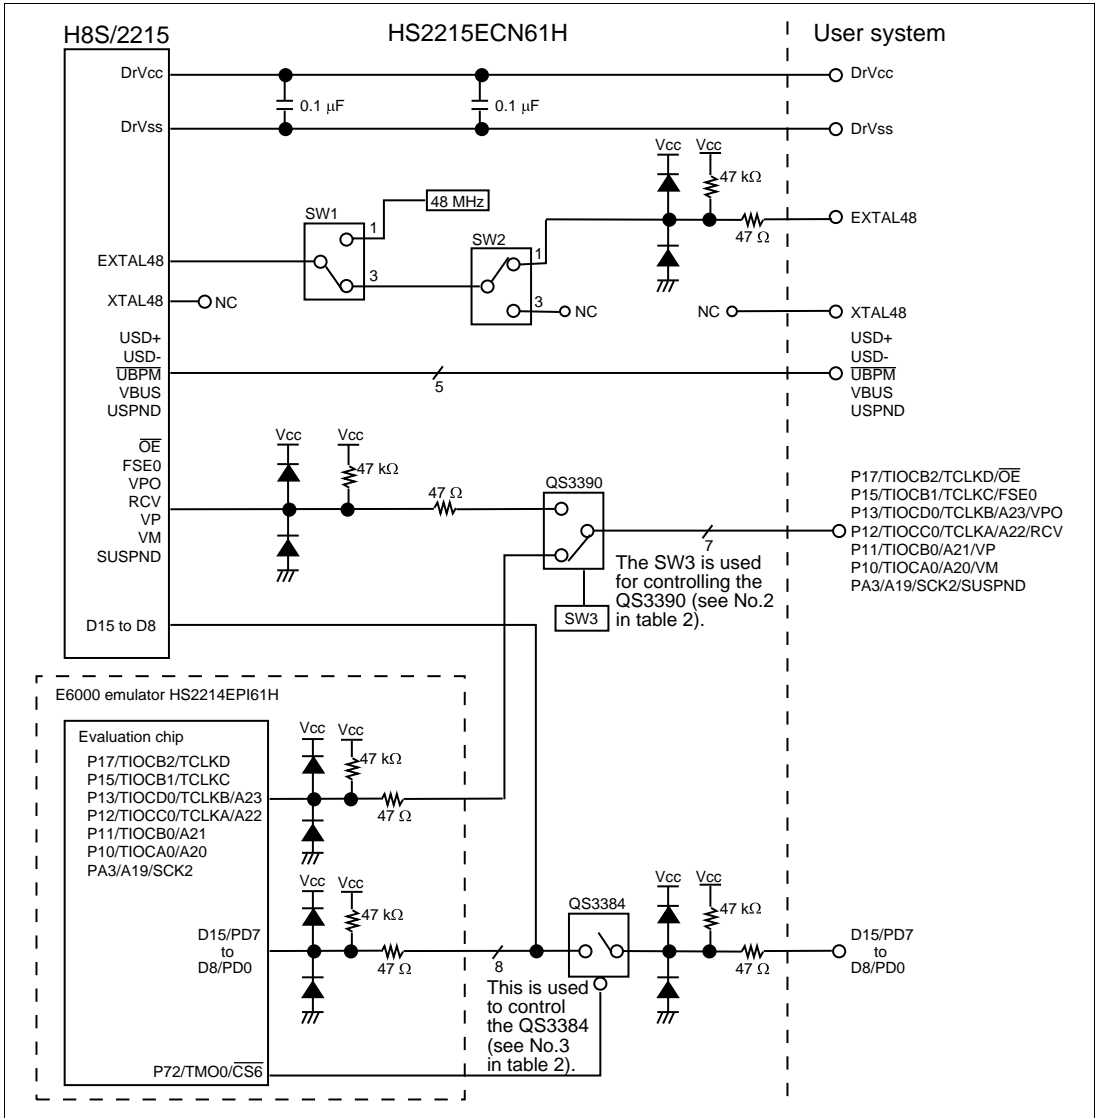 H8S/2215
HS2215ECN61H
User system
DrVcc
DrVcc
0.1 μF
0.1 μF
DrVss
DrVss
Vcc
Vcc
47 kΩ
48 MHz
SW1
1
SW2
EXTAL48
47 Ω
1
EXTAL48
3
3
XTAL48
NC
NC
NC
XTAL48
USD+
USD-
UBPM
VBUS
USPND
5
USD+
USD-
UBPM
VBUS
USPND
OE
FSE0
VPO
RCV
VP
VM
SUSPND
Vcc
Vcc
47 kΩ
47 Ω
QS3390
7
P17/TIOCB2/TCLKD/OE
P15/TIOCB1/TCLKC/FSE0
P13/TIOCD0/TCLKB/A23/VPO
P12/TIOCC0/TCLKA/A22/RCV
P11/TIOCB0/A21/VP
P10/TIOCA0/A20/VM
PA3/A19/SCK2/SUSPND
The SW3 is used
for controlling the
QS3390 (see No.2
in table 2).
SW3
D15 to D8
E6000 emulator HS2214EPI61H
Evaluation chip
P17/TIOCB2/TCLKD
P15/TIOCB1/TCLKC
P13/TIOCD0/TCLKB/A23
P12/TIOCC0/TCLKA/A22
P11/TIOCB0/A21
P10/TIOCA0/A20
PA3/A19/SCK2
Vcc
Vcc
47 kΩ
47 Ω
Vcc
Vcc
47 kΩ
D15/PD7
to
D8/PD0
47 Ω
8
QS3384
Vcc
Vcc
47 kΩ
47 Ω
D15/PD7
to
D8/PD0
This is used
to control
the QS3384
(see No.3
in table 2).
P72/TMO0/CS6